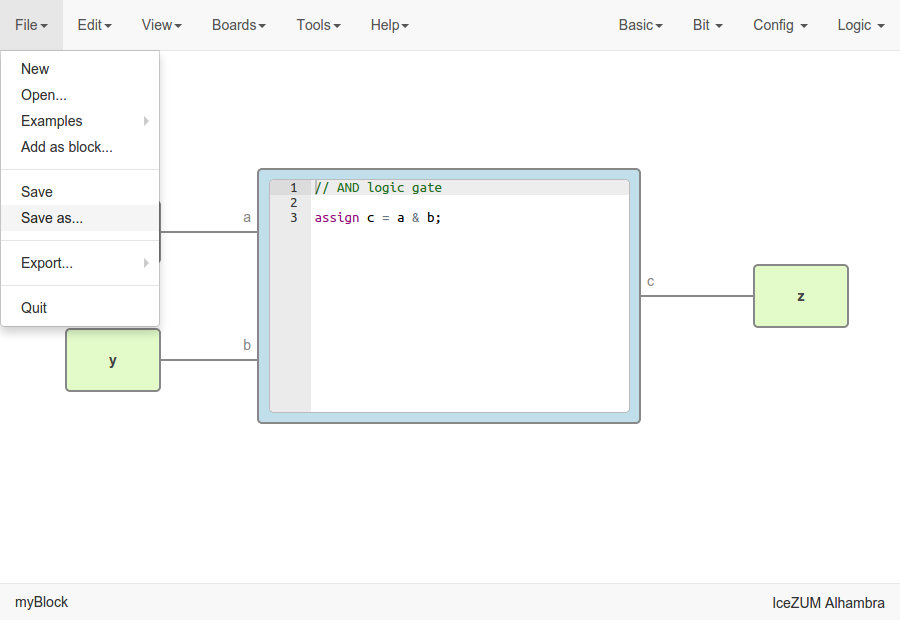 File Edit View Boards Tools Help Basic Bit Config Logic
New
Open...
Examples
Add as block...
Save
Save as...
Export...
Quit
a
b
y
1 // AND logic gate
2
3 assign c = a & b;
c
z
myBlock
IceZUM Alhambra